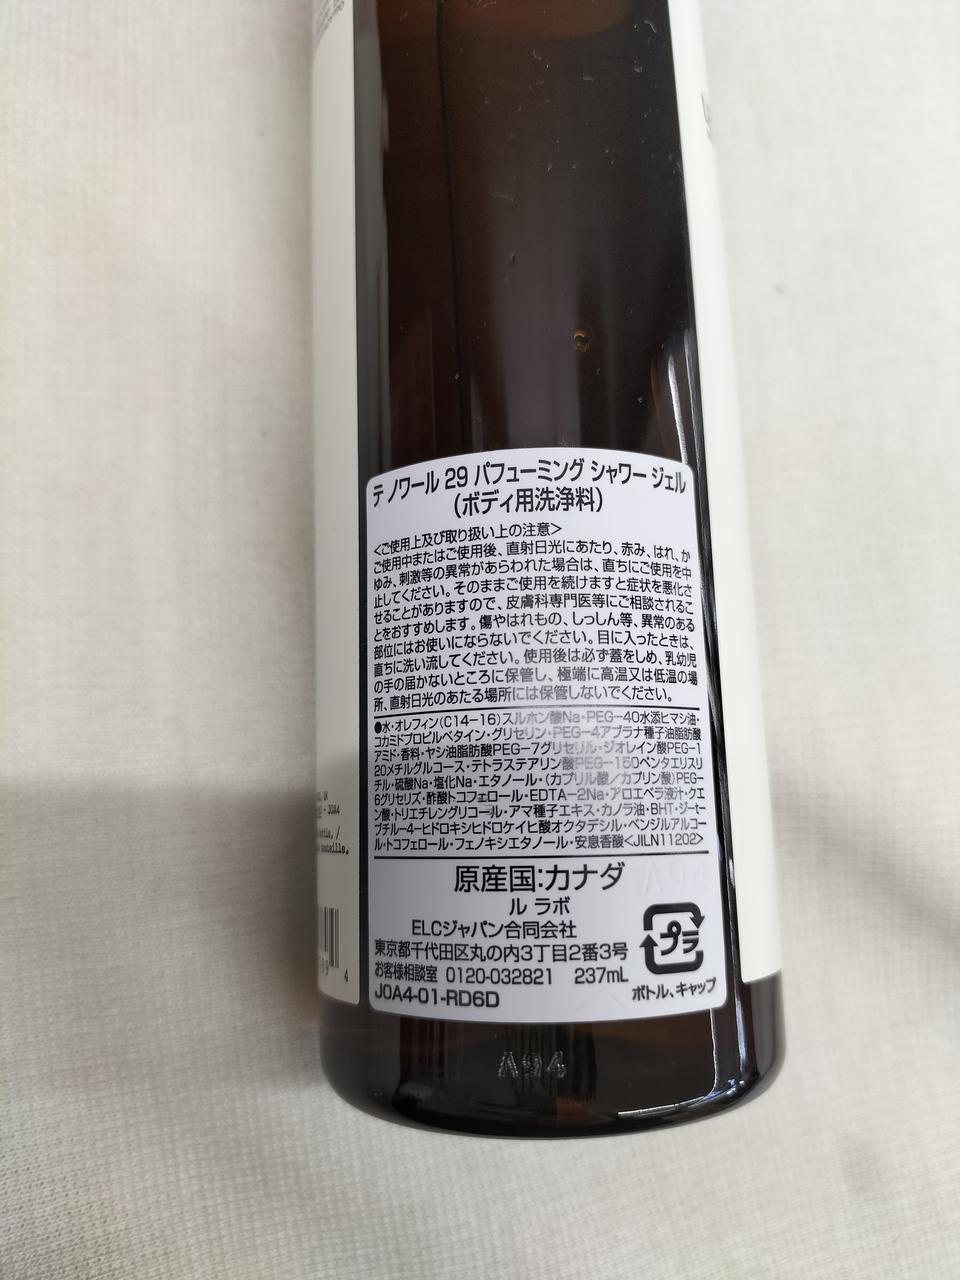 テ ノワール 29 パフューミング シャワー ジェル
(ボディ用洗浄料)
<ご使用上及び取り扱い上の注意>
ご使用中またはご使用後、直射日光にあたり、赤み、はれ、か
ゆみ、刺激等の異常があらわれた場合は、直ちにご使用を中
止してください。そのままご使用を続けますと症状を悪化さ
せることがありますので、皮膚科専門医等にご相談されるこ
とをおすすめします。傷やはれもの、しっしん等、異常のある
部位にはお使いにならないでください。目に入ったときは、
直ちに洗い流してください。使用後は必ず蓋をしめ、乳幼児
の手の届かないところに保管し、極端に高温又は低温の場
所、直射日光のあたる場所には保管しないでください。
●水・オレフィン(C14-16)スルホン酸Na・PEG-40水添ヒマシ油・
コカミドプロピルベタイン・グリセリン・PEG-4アブラナ種子油脂肪酸
アミド・香料・ヤシ油脂肪酸PEG-7グリセリル・ジオレイン酸PEG-1
20メチルグルコース・テトラステアリン酸PEG-150ペンタエリスリ
チル・硫酸Na・塩化Na・エタノール・(カプリル酸/カプリン酸)PEG-
6グリセリズ・酢酸トコフェロール・EDTA-2Na・アロエベラ液汁・クエ
ン酸・トリエチレングリコール・アマ種子エキス・カノラ油・BHT・ジ-t-
ブチル-4-ヒドロキシヒドロケイヒ酸オクタデシル・ベンジルアルコー
ル・トコフェロール・フェノキシエタノール・安息香酸<JILN11202>
原産国:カナダ
ル ラボ
ELCジャパン合同会社
東京都千代田区丸の内3丁目2番3号
お客様相談室 0120-032821 237mL
J0A4-01-RD6D
プラ
ボトル、キャップ
A94